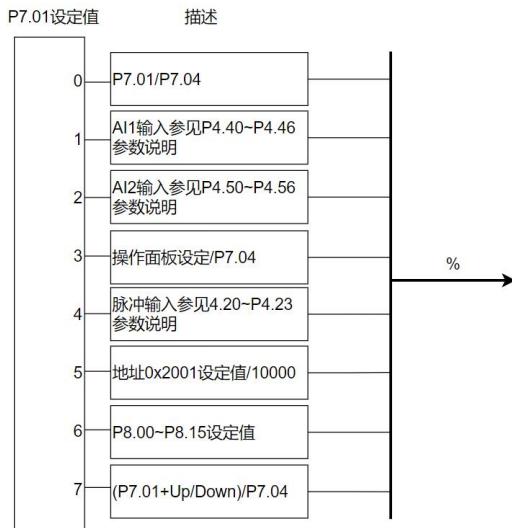 P7.01设定值 描述
0 P7.01/P7.04
1 AI1输入参见P4.40~P4.46
参数说明
2 AI2输入参见P4.50~P4.56
参数说明
3 操作面板设定/P7.04
%
4 脉冲输入参见4.20~P4.23
参数说明
5 地址0x2001设定值/10000
6 P8.00~P8.15设定值
7 (P7.01+Up/Down)/P7.04